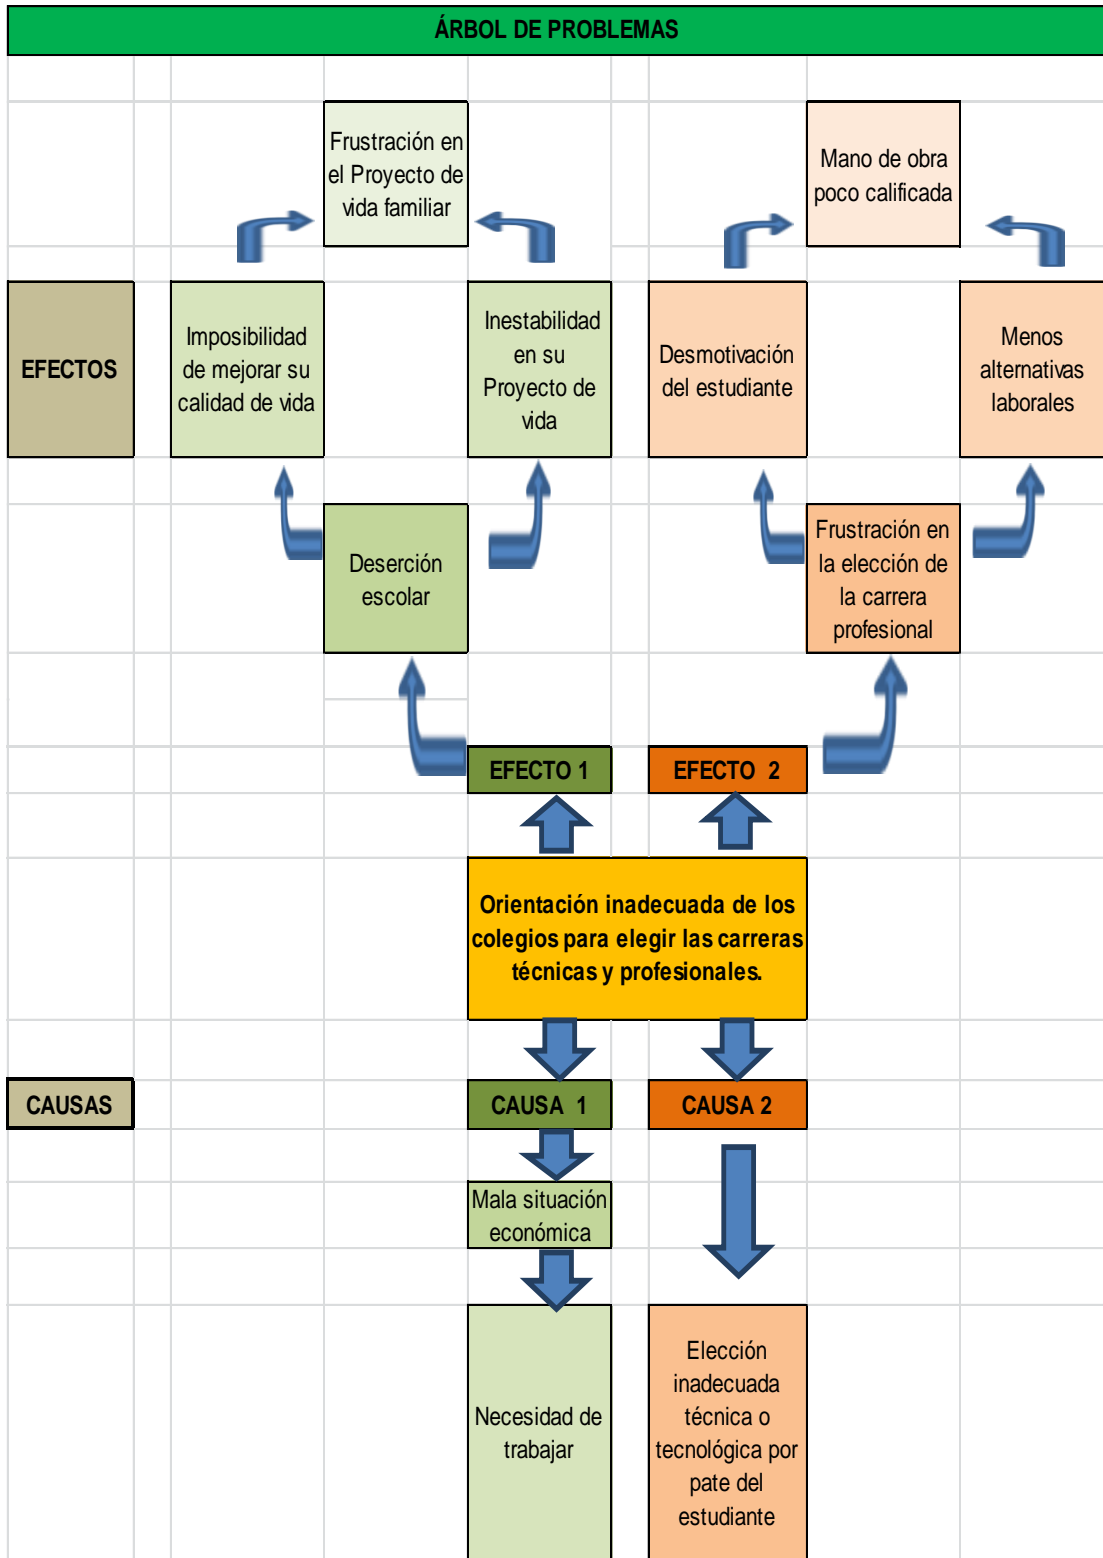 ÁRBOL DE PROBLEMAS
Frustración en
el Proyecto de
vida familiar
Mano de obra
poco calificada
EFECTOS
Imposibilidad
de mejorar su
calidad de vida
Inestabilidad
en su
Proyecto de
vida
Desmotivación
del estudiante
Menos
alternativas
laborales
Deserción
escolar
Frustración en
la elección de
la carrera
profesional
EFECTO 1
EFECTO 2
Orientación inadecuada de los
colegios para elegir las carreras
técnicas y profesionales.
CAUSAS
CAUSA 1
CAUSA 2
Mala situación
económica
Necesidad de
trabajar
Elección
inadecuada
técnica o
tecnológica por
pate del
estudiante